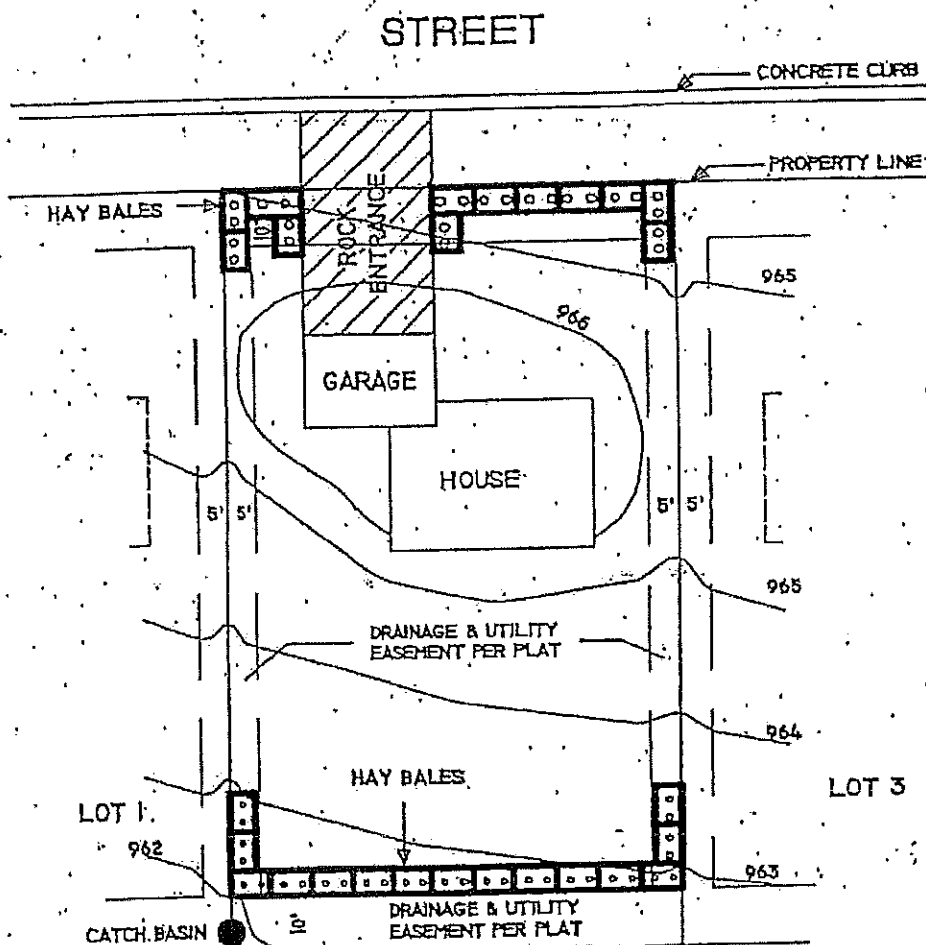 STREET
CONCRETE CURB
PROPERTY LINE
HAY BALES
10'
ROCK
ENTRANCE
965
966
GARAGE
HOUSE
5' 5'
5' 5'
965
DRAINAGE & UTILITY
EASEMENT PER PLAT
964
HAY BALES
LOT 1
LOT 3
962
963
DRAINAGE & UTILITY
EASEMENT PER PLAT
10'
CATCH BASIN